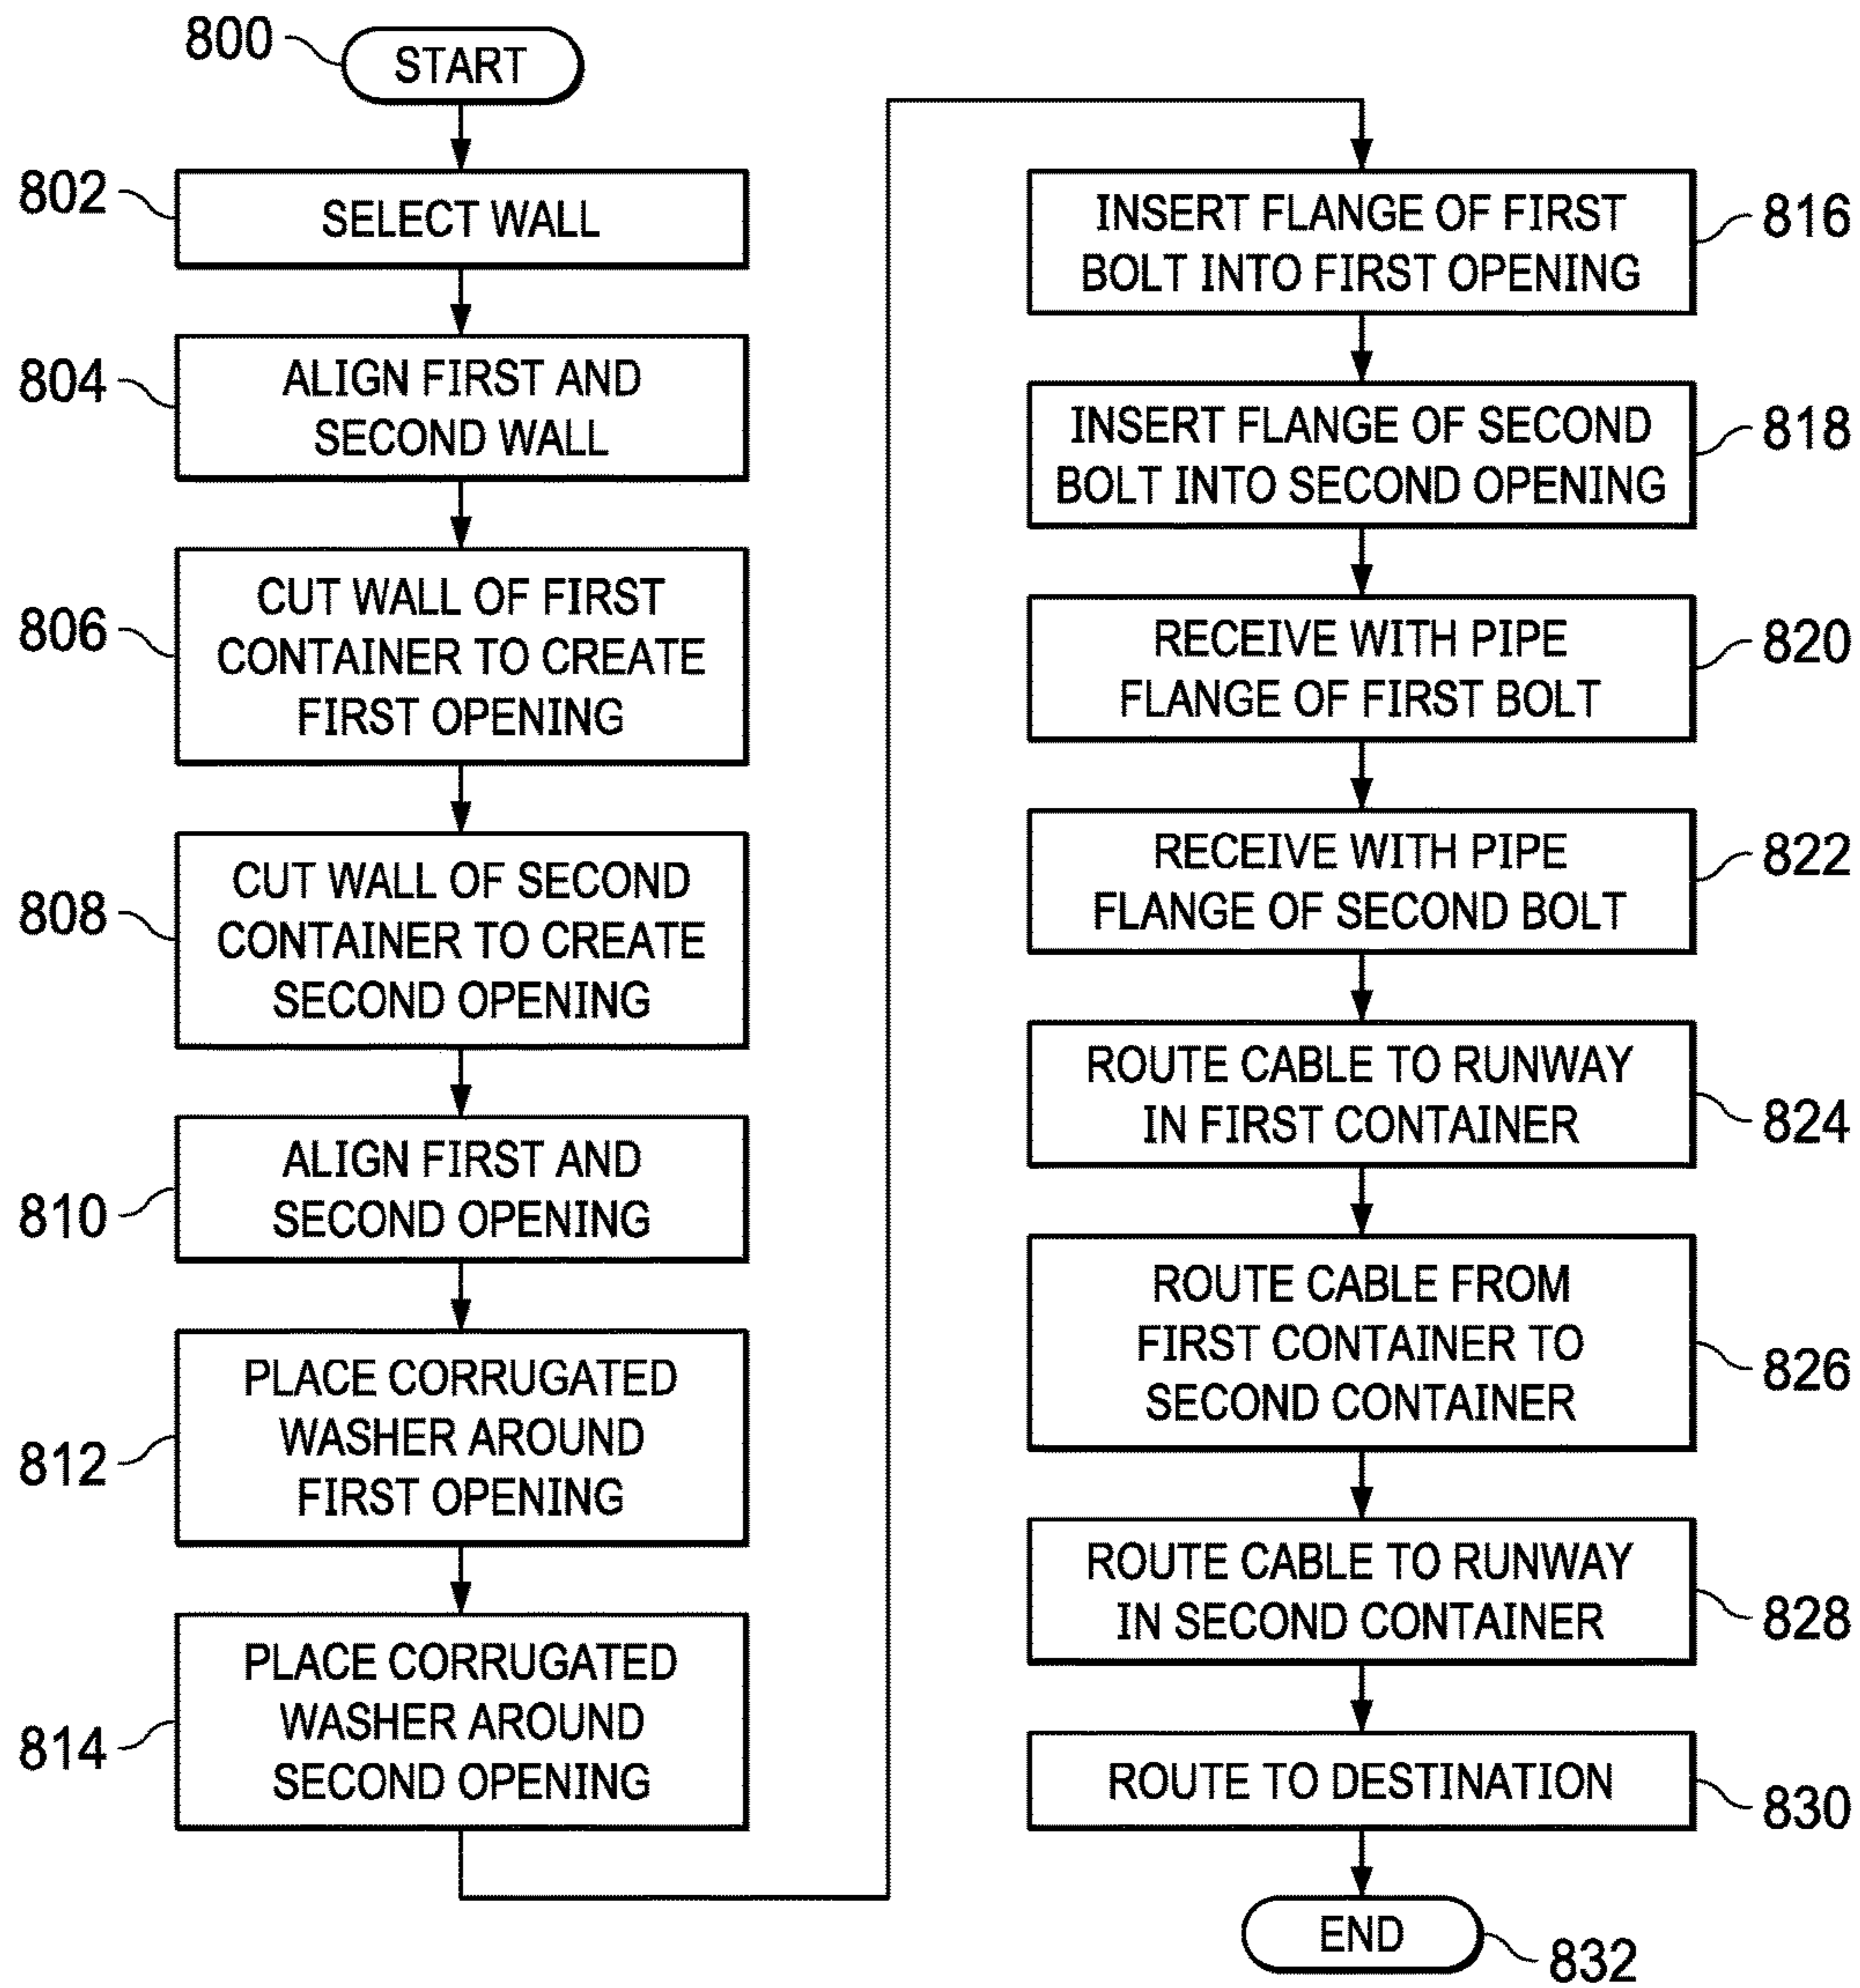 800
START
802
SELECT WALL
804
ALIGN FIRST AND
SECOND WALL
806
CUT WALL OF FIRST
CONTAINER TO CREATE
FIRST OPENING
808
CUT WALL OF SECOND
CONTAINER TO CREATE
SECOND OPENING
810
ALIGN FIRST AND
SECOND OPENING
812
PLACE CORRUGATED
WASHER AROUND
FIRST OPENING
814
PLACE CORRUGATED
WASHER AROUND
SECOND OPENING
INSERT FLANGE OF FIRST
BOLT INTO FIRST OPENING
816
INSERT FLANGE OF SECOND
BOLT INTO SECOND OPENING
818
RECEIVE WITH PIPE
FLANGE OF FIRST BOLT
820
RECEIVE WITH PIPE
FLANGE OF SECOND BOLT
822
ROUTE CABLE TO RUNWAY
IN FIRST CONTAINER
824
ROUTE CABLE FROM
FIRST CONTAINER TO
SECOND CONTAINER
826
ROUTE CABLE TO RUNWAY
IN SECOND CONTAINER
828
ROUTE TO DESTINATION
830
END
832